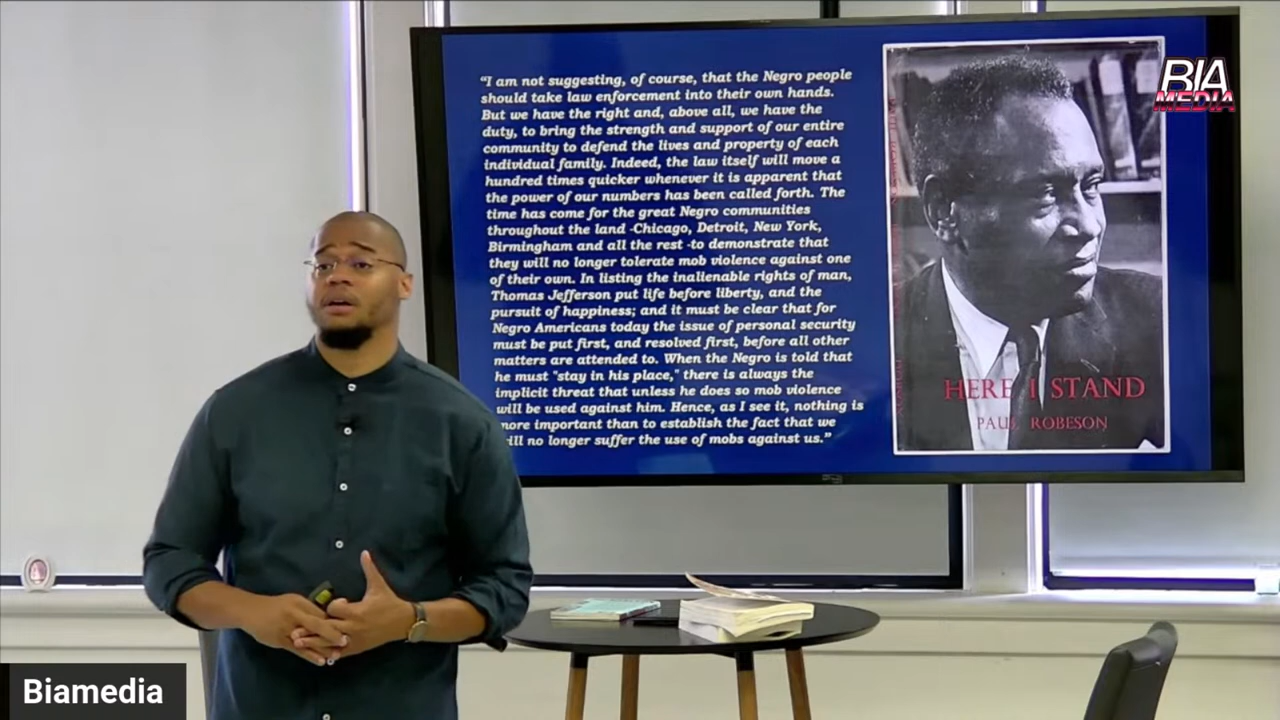 “I am not suggesting, of course, that the Negro people
should take law enforcement into their own hands.
But we have the right and, above all, we have the
duty, to bring the strength and support of our entire
community to defend the lives and property of each
individual family. Indeed, the law itself will move a
hundred times quicker whenever it is apparent that
the power of our numbers has been called forth. The
time has come for the great Negro communities
throughout the land -Chicago, Detroit, New York,
Birmingham and all the rest -to demonstrate that
they will no longer tolerate mob violence against one
of their own. In listing the inalienable rights of man,
Thomas Jefferson put life before liberty, and the
pursuit of happiness; and it must be clear that for
Negro Americans today the issue of personal security
must be put first, and resolved first, before all other
matters are attended to. When the Negro is told that
he must "stay in his place," there is always the
implicit threat that unless he does so mob violence
will be used against him. Hence, as I see it, nothing is
more important than to establish the fact that we
will no longer suffer the use of mobs against us.”
HERE I STAND
PAUL ROBESON
BIA
MEDIA
Biamedia